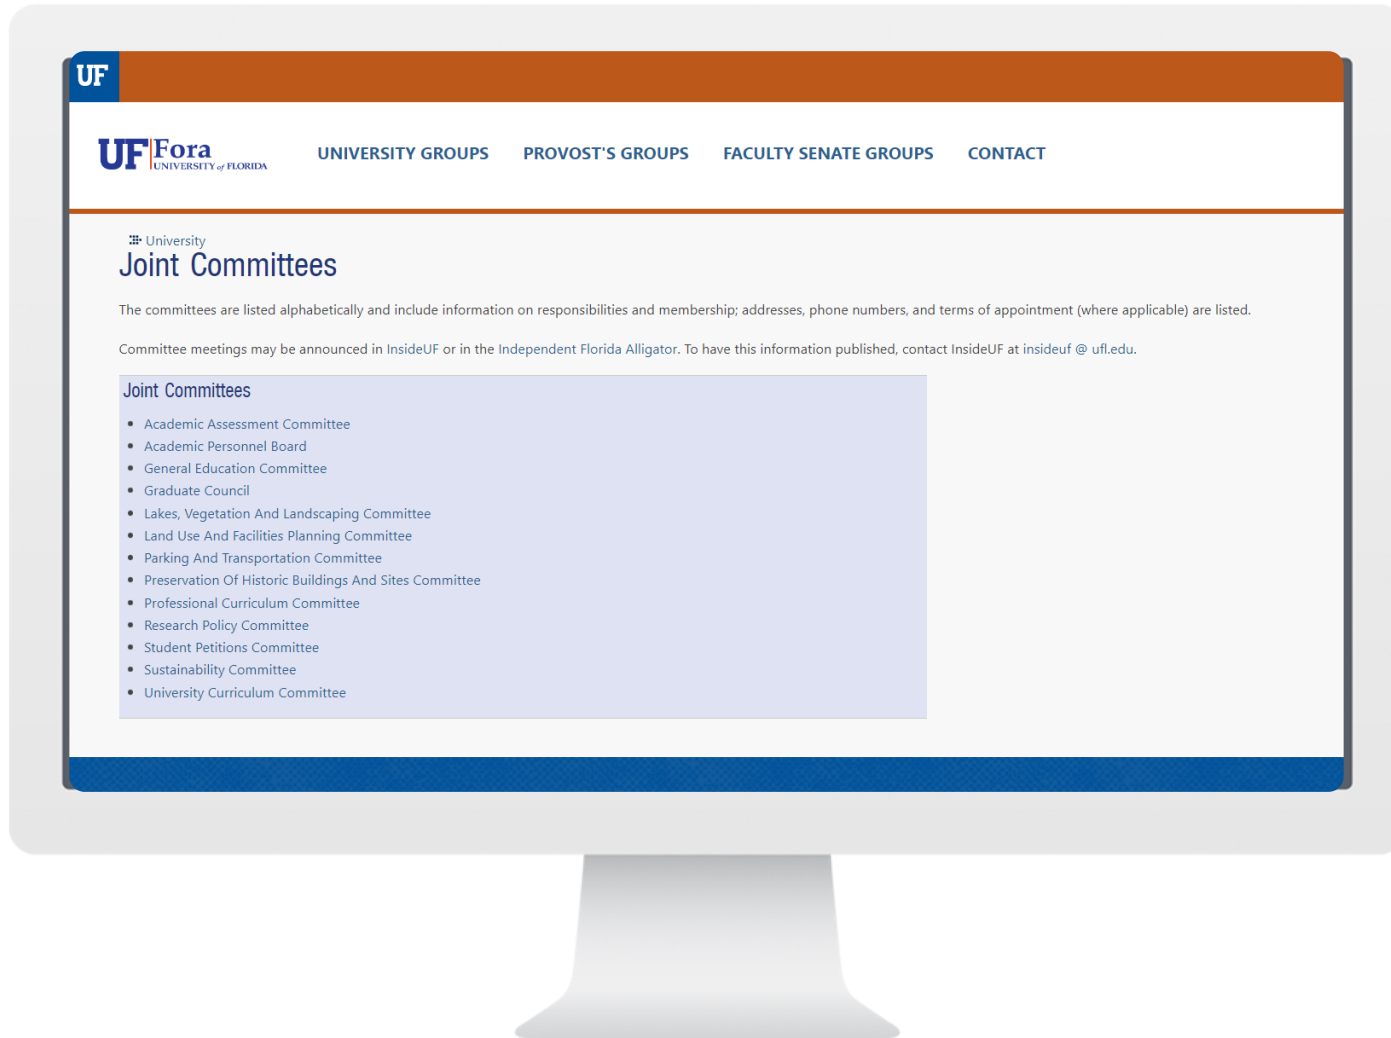 UF
UF Fora
UNIVERSITY of FLORIDA
UNIVERSITY GROUPS PROVOST'S GROUPS FACULTY SENATE GROUPS CONTACT
University
Joint Committees
The committees are listed alphabetically and include information on responsibilities and membership; addresses, phone numbers, and terms of appointment (where applicable) are listed.
Committee meetings may be announced in InsideUF or in the Independent Florida Alligator. To have this information published, contact InsideUF at insideuf @ ufl.edu.
Joint Committees
Academic Assessment Committee
Academic Personnel Board
General Education Committee
Graduate Council
Lakes, Vegetation And Landscaping Committee
Land Use And Facilities Planning Committee
Parking And Transportation Committee
Preservation Of Historic Buildings And Sites Committee
Professional Curriculum Committee
Research Policy Committee
Student Petitions Committee
Sustainability Committee
University Curriculum Committee